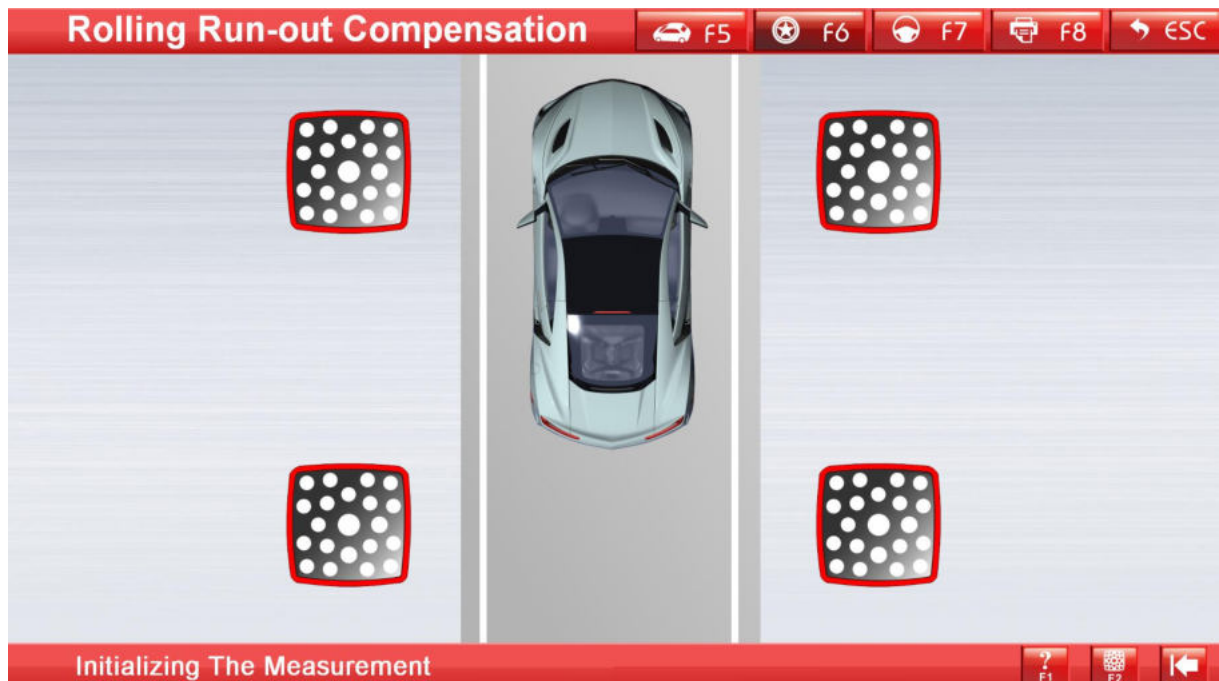 Rolling Run-out Compensation
F5
F6
F7
F8
ESC
Initializing The Measurement
?
F1
F2